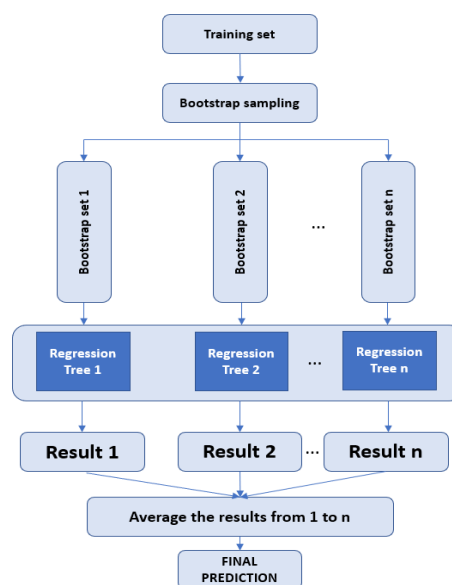 Training set
Bootstrap sampling
Bootstrap set 1
Bootstrap set 2
...
Bootstrap set n
Regression
Tree 1
Regression
Tree 2
...
Regression
Tree n
Result 1
Result 2
...
Result n
Average the results from 1 to n
FINAL
PREDICTION